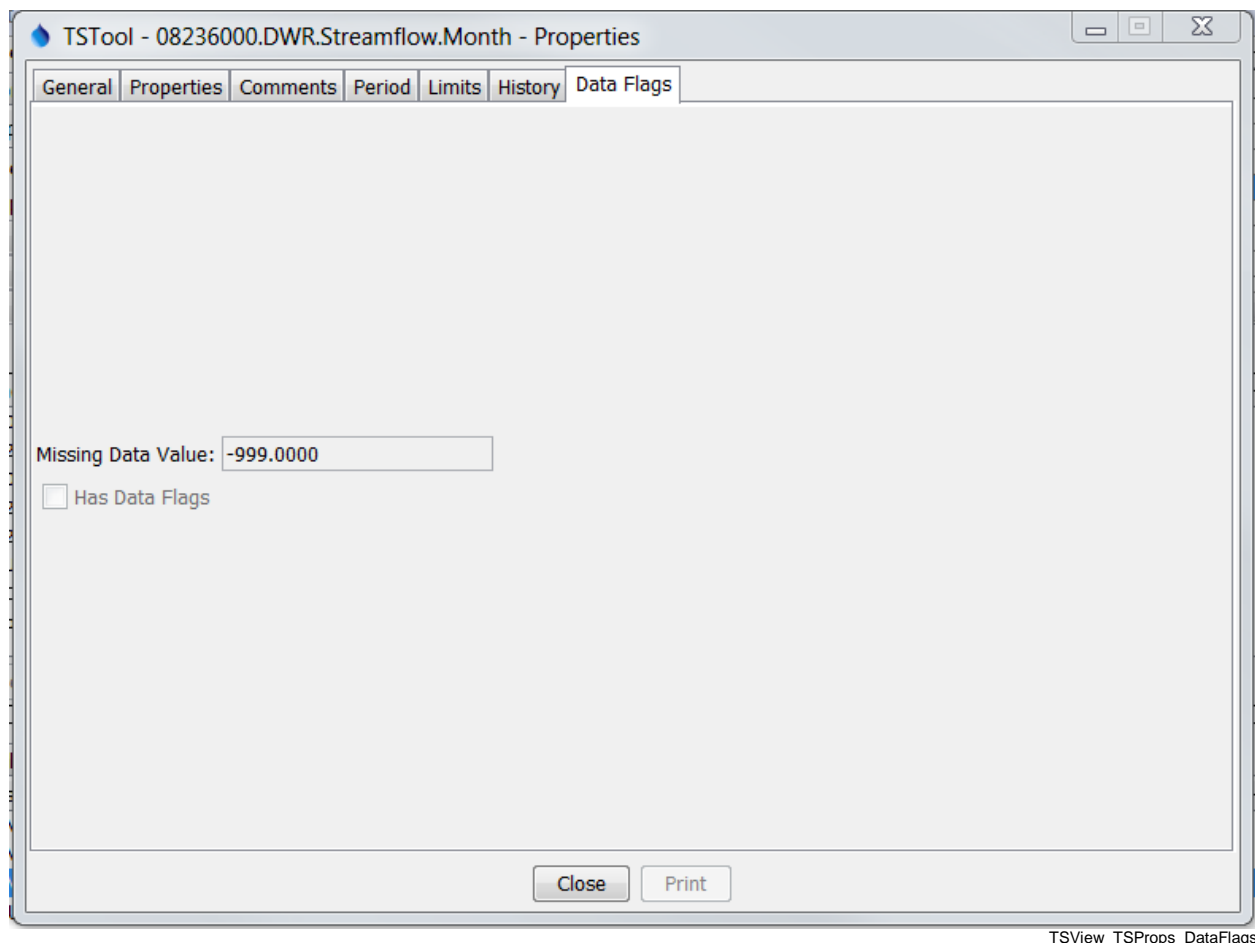 TSTool - 08236000.DWR.Streamflow.Month - Properties
General Properties Comments Period Limits History Data Flags
Missing Data Value: -999.0000
Has Data Flags
Close Print
TSView_TSProps_DataFlags